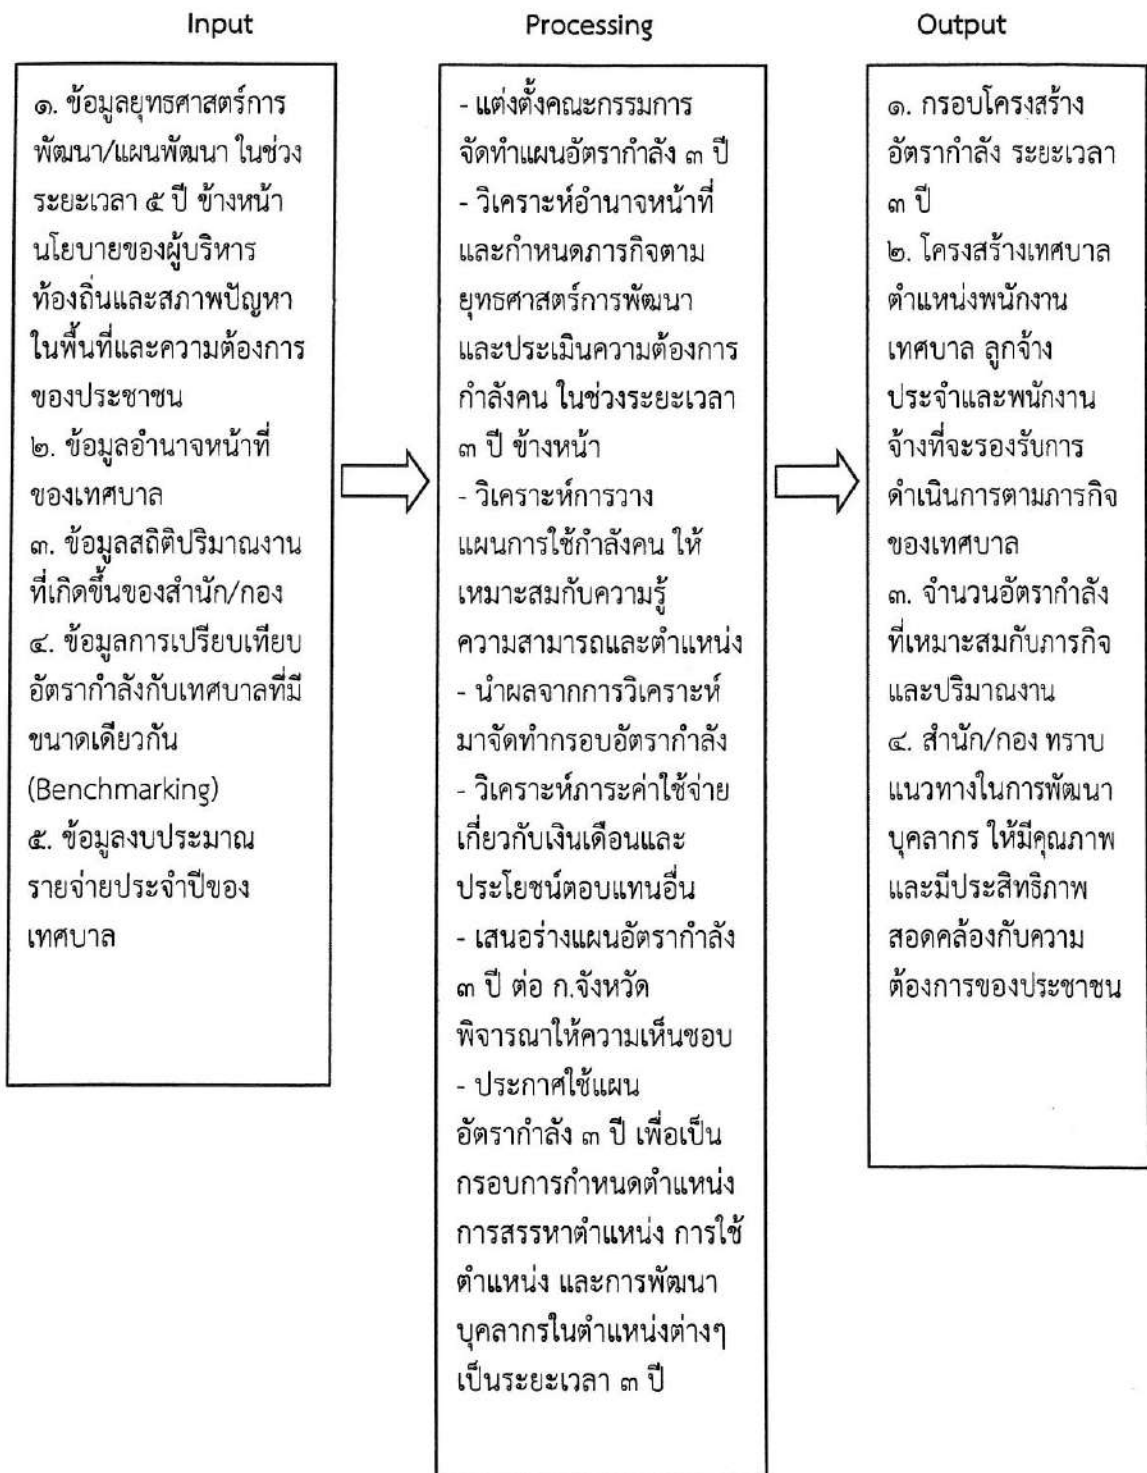 Input
๑. ข้อมูลยุทธศาสตร์การ
พัฒนา/แผนพัฒนา ในช่วง
ระยะเวลา ๕ ปี ข้างหน้า
นโยบายของผู้บริหาร
ท้องถิ่นและสภาพปัญหา
ในพื้นที่และความต้องการ
ของประชาชน
๒. ข้อมูลอำนาจหน้าที่
ของเทศบาล
๓. ข้อมูลสถิติปริมาณงาน
ที่เกิดขึ้นของสำนัก/กอง
๔. ข้อมูลการเปรียบเทียบ
อัตรากำลังกับเทศบาลที่มี
ขนาดเดียวกัน
(Benchmarking)
๕. ข้อมูลงบประมาณ
รายจ่ายประจำปีของ
เทศบาล
Processing
- แต่งตั้งคณะกรรมการ
จัดทำแผนอัตรากำลัง ๓ ปี
- วิเคราะห์อำนาจหน้าที่
และกำหนดภารกิจตาม
ยุทธศาสตร์การพัฒนา
และประเมินความต้องการ
กำลังคน ในช่วงระยะเวลา
๓ ปี ข้างหน้า
- วิเคราะห์การวาง
แผนการใช้กำลังคน ให้
เหมาะสมกับความรู้
ความสามารถและตำแหน่ง
- นำผลจากการวิเคราะห์
มาจัดทำกรอบอัตรากำลัง
- วิเคราะห์ภาระค่าใช้จ่าย
เกี่ยวกับเงินเดือนและ
ประโยชน์ตอบแทนอื่น
- เสนอร่างแผนอัตรากำลัง
๓ ปี ต่อ ก.จังหวัด
พิจารณาให้ความเห็นชอบ
- ประกาศใช้แผน
อัตรากำลัง ๓ ปี เพื่อเป็น
กรอบการกำหนดตำแหน่ง
การสรรหาตำแหน่ง การใช้
ตำแหน่ง และการพัฒนา
บุคลากรในตำแหน่งต่างๆ
เป็นระยะเวลา ๓ ปี
Output
๑. กรอบโครงสร้าง
อัตรากำลัง ระยะเวลา
๓ ปี
๒. โครงสร้างเทศบาล
ตำแหน่งพนักงาน
เทศบาล ลูกจ้าง
ประจำและพนักงาน
จ้างที่จะรองรับการ
ดำเนินการตามภารกิจ
ของเทศบาล
๓. จำนวนอัตรากำลัง
ที่เหมาะสมกับภารกิจ
และปริมาณงาน
๔. สำนัก/กอง ทราบ
แนวทางในการพัฒนา
บุคลากร ให้มีคุณภาพ
และมีประสิทธิภาพ
สอดคล้องกับความ
ต้องการของประชาชน